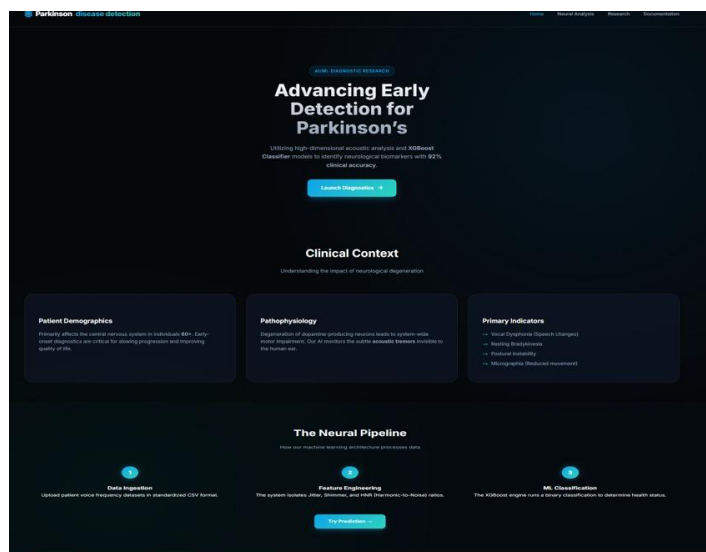 Parkinson disease detection
Home Neural Analysis Research Documentation
AI/ML DIAGNOSTIC RESEARCH
Advancing Early
Detection for
Parkinson's
Utilizing high-dimensional acoustic analysis and XGBoost
Classifier models to identify neurological biomarkers with 92%
clinical accuracy.
Launch Diagnostics →
Clinical Context
Understanding the impact of neurological degeneration
Patient Demographics
Primarily affects the central nervous system in individuals 60+. Early-
onset diagnostics are critical for slowing progression and improving
quality of life.
Pathophysiology
Degeneration of dopamine-producing neurons leads to system-wide
motor impairment. Our AI monitors the subtle acoustic tremors invisible to
the human ear.
Primary Indicators
→ Vocal Dysphonia (Speech changes)
→ Resting Bradykinesia
→ Postural Instability
→ Micrographia (Reduced movement)
The Neural Pipeline
How our machine learning architecture processes data
1
Data Ingestion
Upload patient voice frequency datasets in standardized CSV format.
2
Feature Engineering
The system isolates Jitter, Shimmer, and HNR (Harmonic-to-Noise) ratios.
3
ML Classification
The XGBoost engine runs a binary classification to determine health status.
Try Prediction →